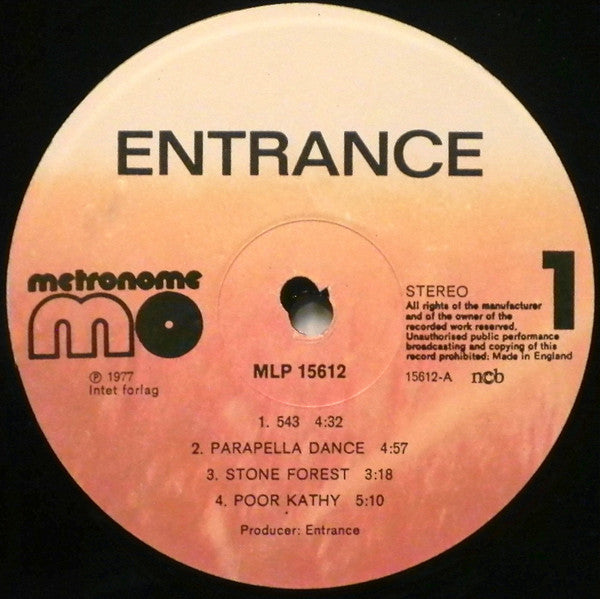 ENTRANCE
metronome
mo
℗ 1977
Intet forlag
MLP 15612
1
STEREO
All rights of the manufacturer
and of the owner of the
recorded work reserved.
Unauthorised public performance
broadcasting and copying of this
record prohibited: Made in England
15612-A ncb
1. 543 4:32
2. PARAPELLA DANCE 4:57
3. STONE FOREST 3:18
4. POOR KATHY 5:10
Producer: Entrance